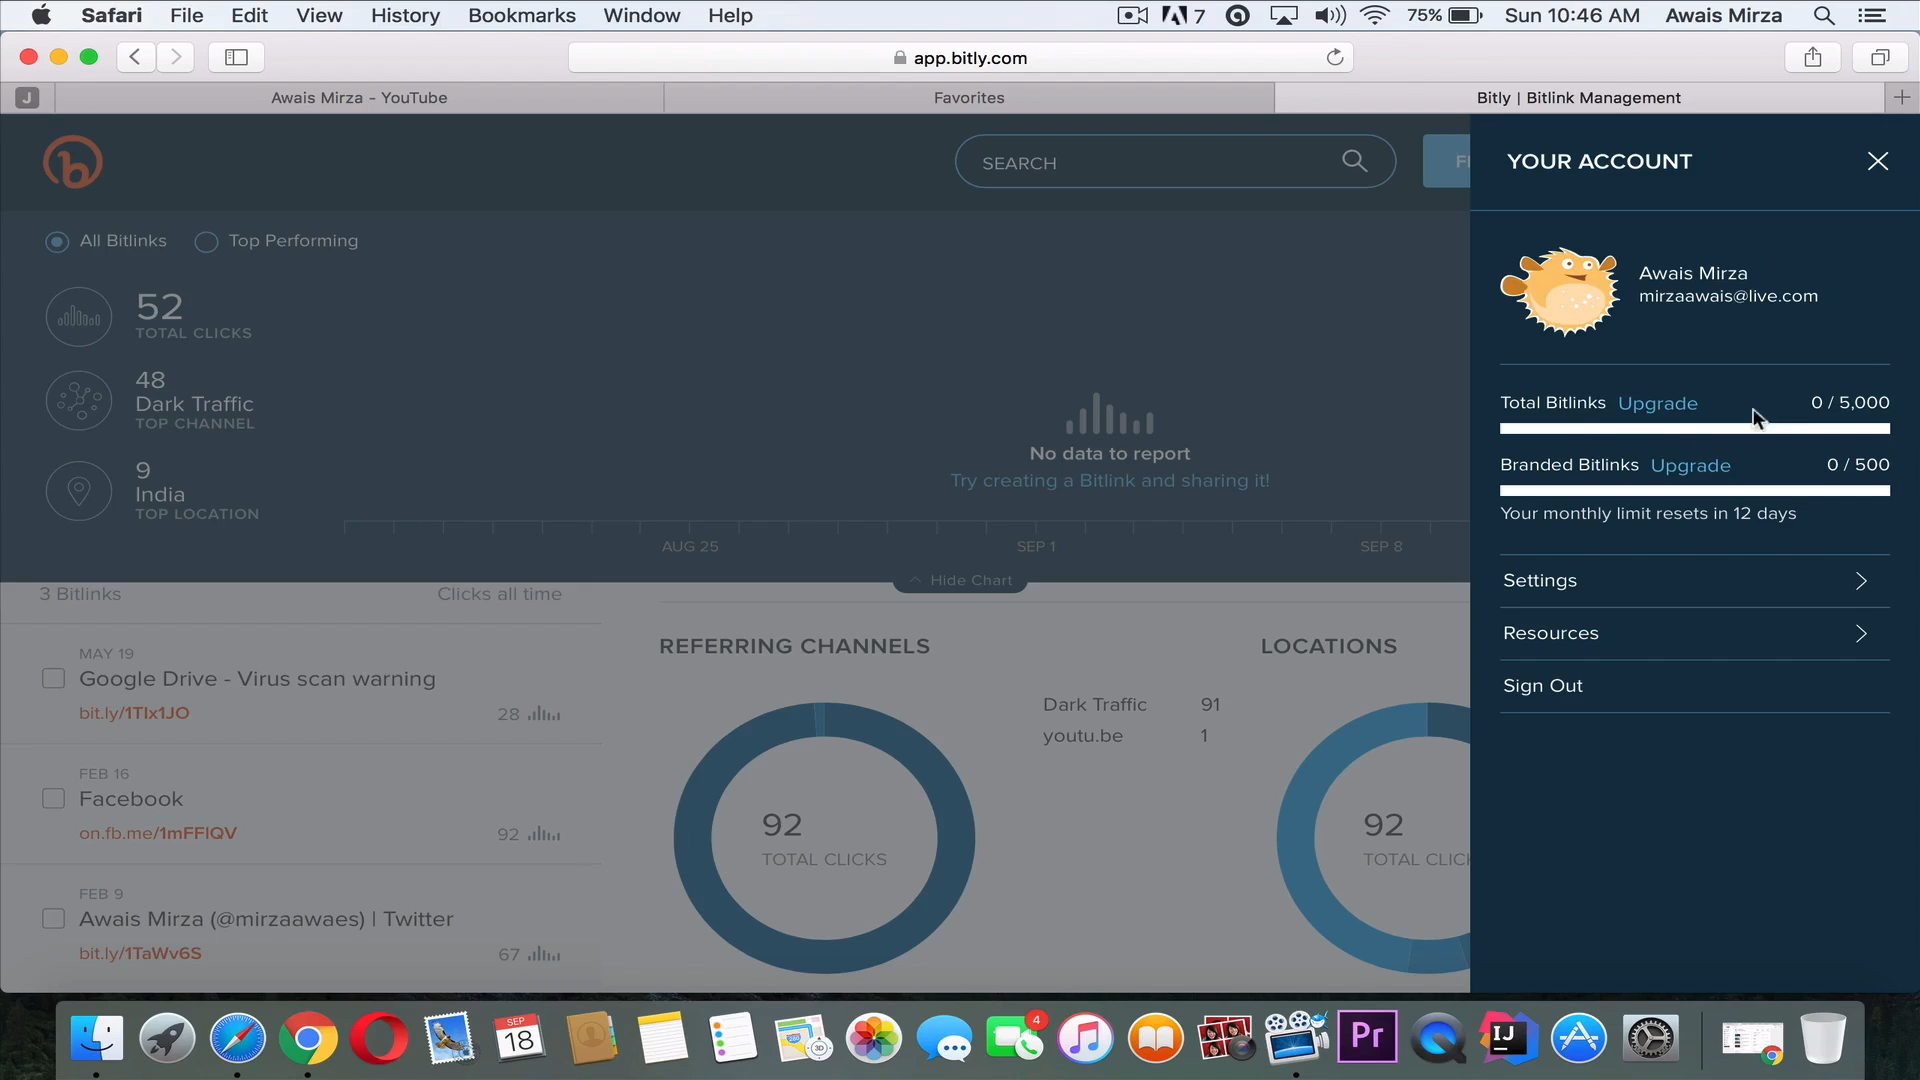 Safari File Edit View History Bookmarks Window Help 7 75% Sun 10:46 AM Awais Mirza
app.bitly.com
J Awais Mirza - YouTube Favorites Bitly | Bitlink Management
b SEARCH
YOUR ACCOUNT
All Bitlinks Top Performing
52
TOTAL CLICKS
48
Dark Traffic
TOP CHANNEL
9
India
TOP LOCATION
No data to report
Try creating a Bitlink and sharing it!
AUG 25 SEP 1 SEP 8
Hide Chart
Awais Mirza
mirzaawais@live.com
Total Bitlinks Upgrade 0 / 5,000
Branded Bitlinks Upgrade 0 / 500
Your monthly limit resets in 12 days
Settings
Resources
Sign Out
3 Bitlinks Clicks all time
MAY 19
Google Drive - Virus scan warning
bit.ly/1TIx1JO 28
FEB 16
Facebook
on.fb.me/1mFFlQV 92
FEB 9
Awais Mirza (@mirzaawaes) | Twitter
bit.ly/1TaWv6S 67
REFERRING CHANNELS
Dark Traffic 91
youtu.be 1
92
TOTAL CLICKS
LOCATIONS
92
TOTAL CLICK
SEP
18
280
3D
4
Pr
IJ